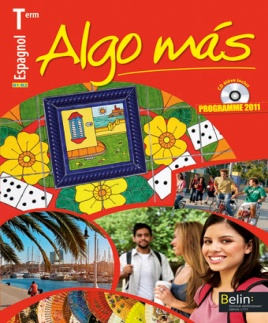 Espagnol
Term
Algo más
CD élève inclus
PROGRAMME 2011
Belin: